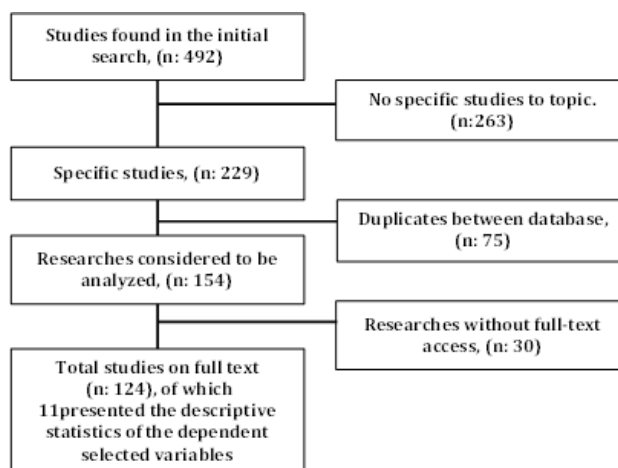 Studies found in the initial
search, (n: 492)
No specific studies to topic.
(n:263)
Specific studies, (n: 229)
Duplicates between database,
(n: 75)
Researches considered to be
analyzed, (n: 154)
Researches without full-text
access, (n: 30)
Total studies on full text
(n: 124), of which
11presented the descriptive
statistics of the dependent
selected variables